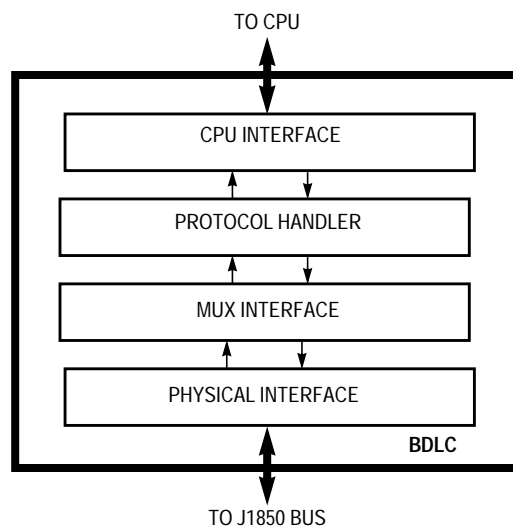 TO CPU
CPU INTERFACE
PROTOCOL HANDLER
MUX INTERFACE
PHYSICAL INTERFACE
BDLC
TO J1850 BUS